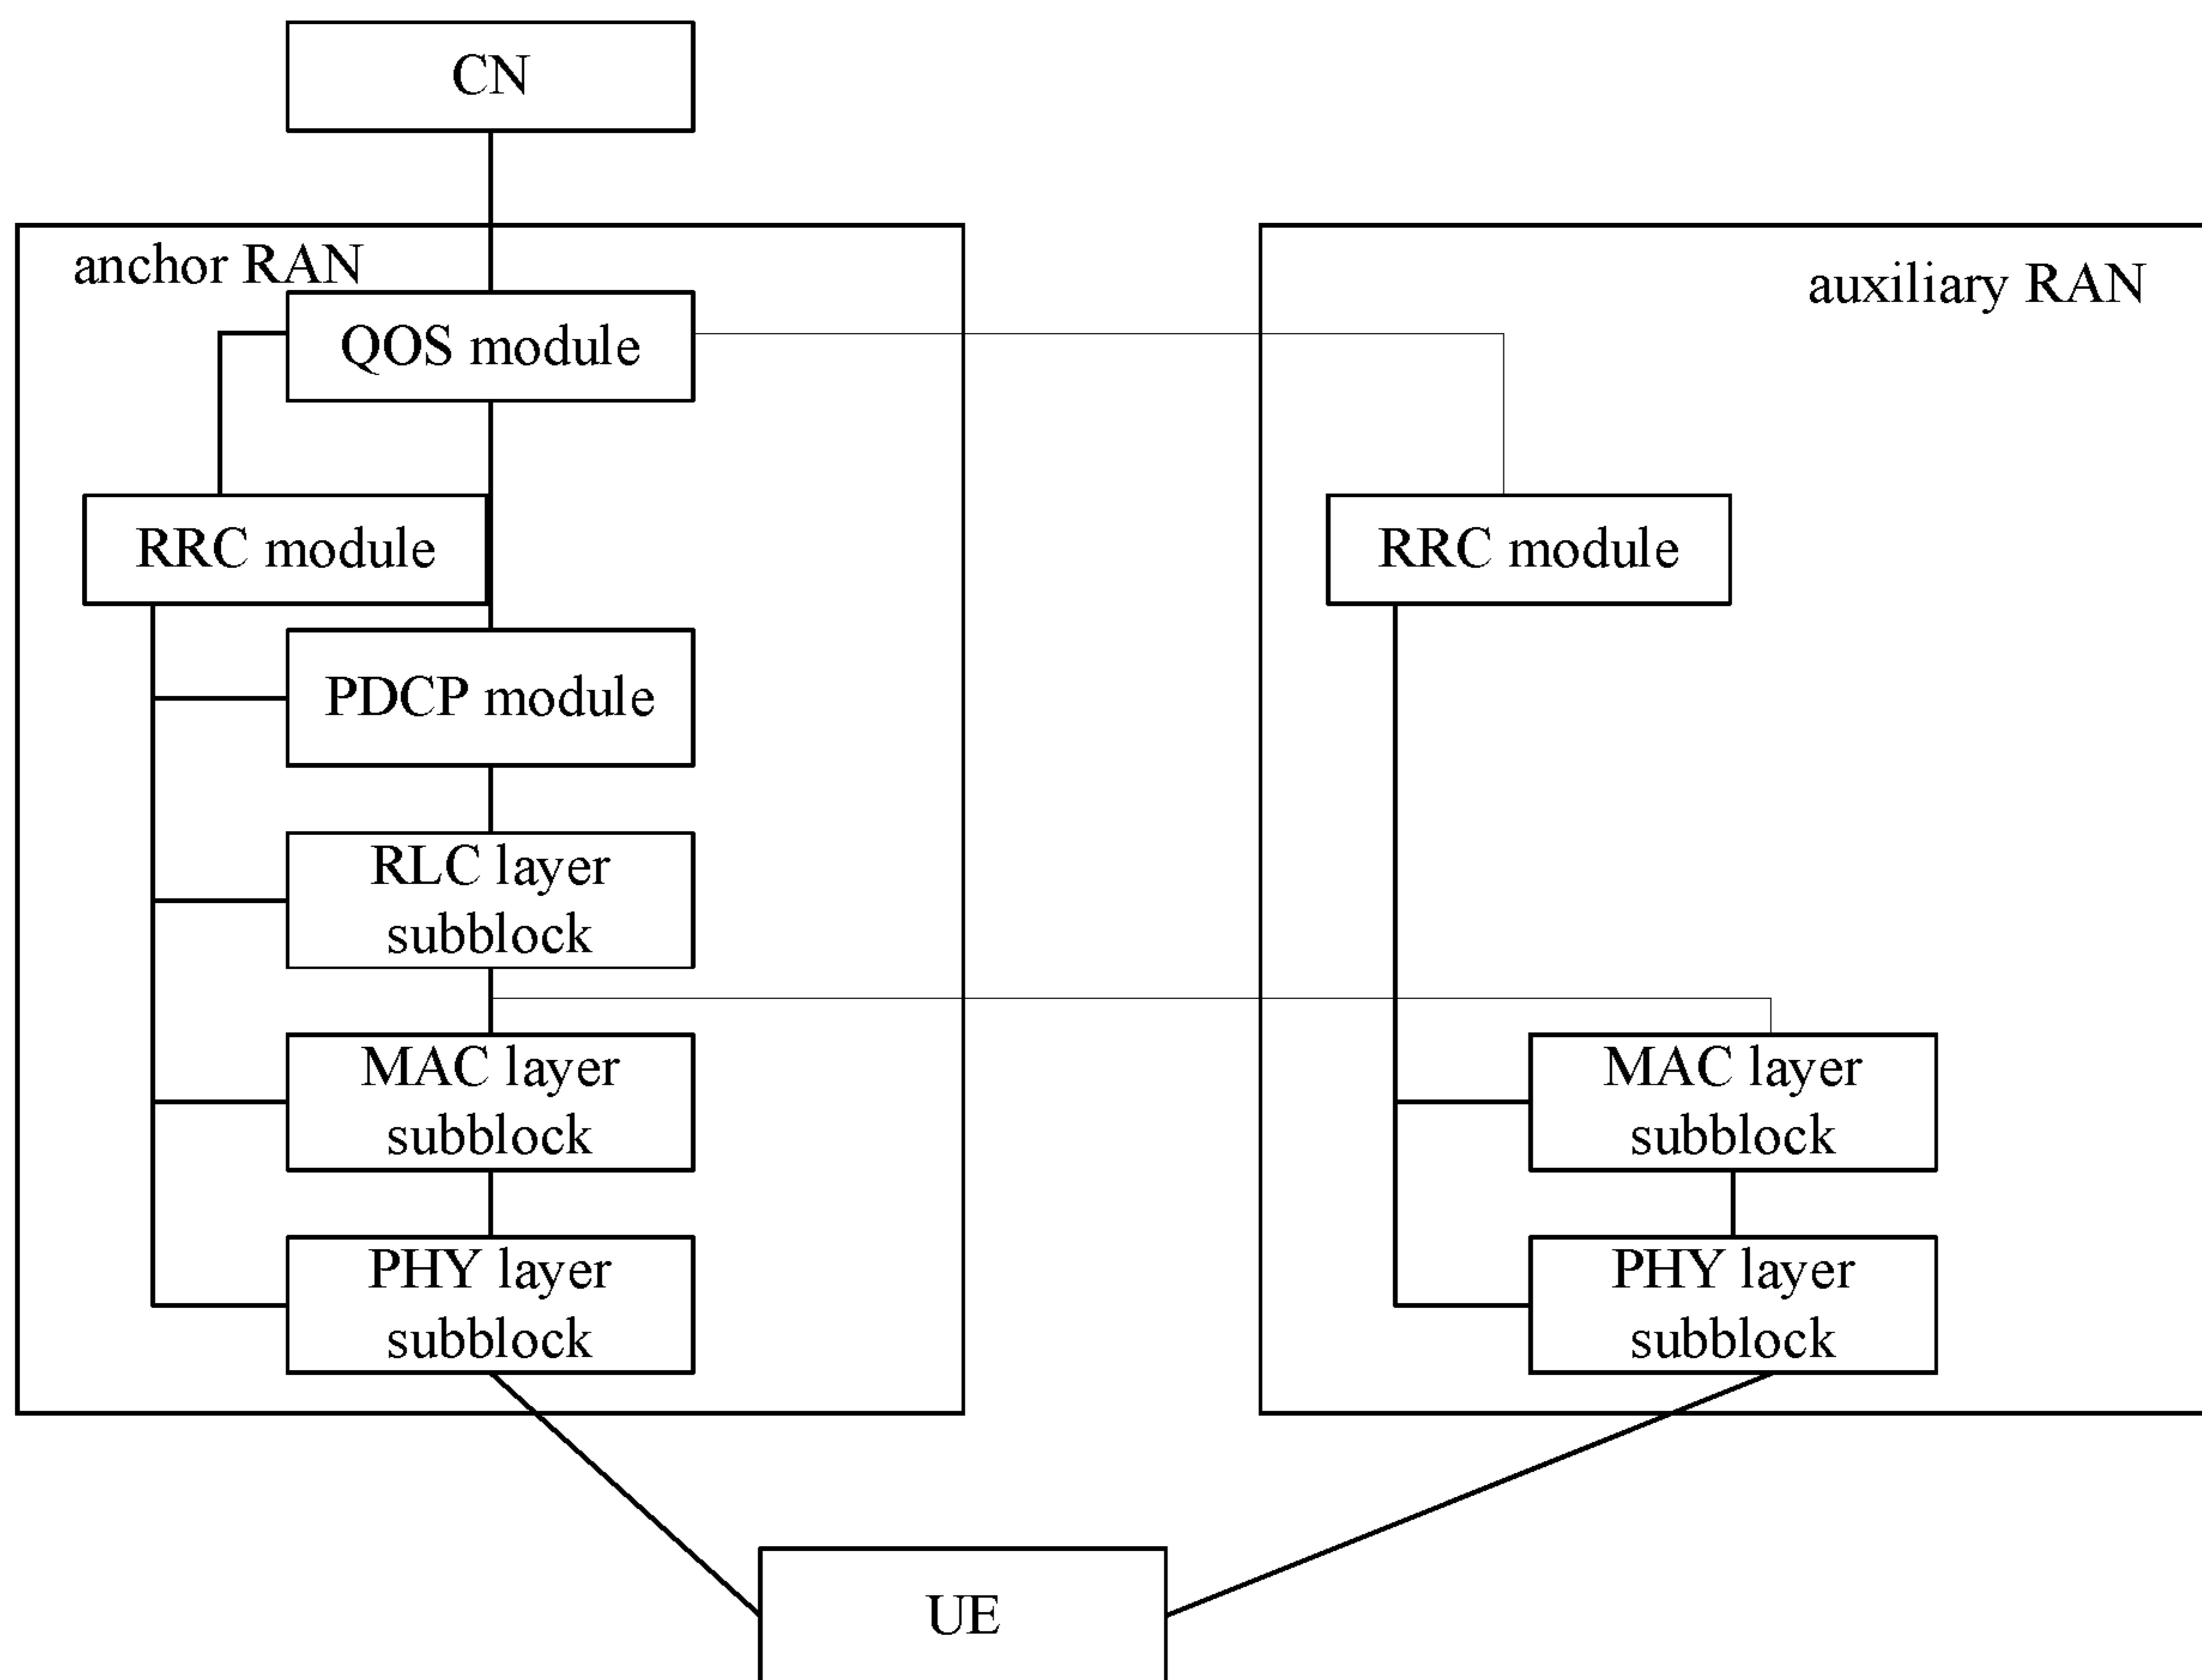 CN
anchor RAN
QOS module
RRC module
PDCP module
RLC layer
subblock
MAC layer
subblock
PHY layer
subblock
auxiliary RAN
RRC module
MAC layer
subblock
PHY layer
subblock
UE